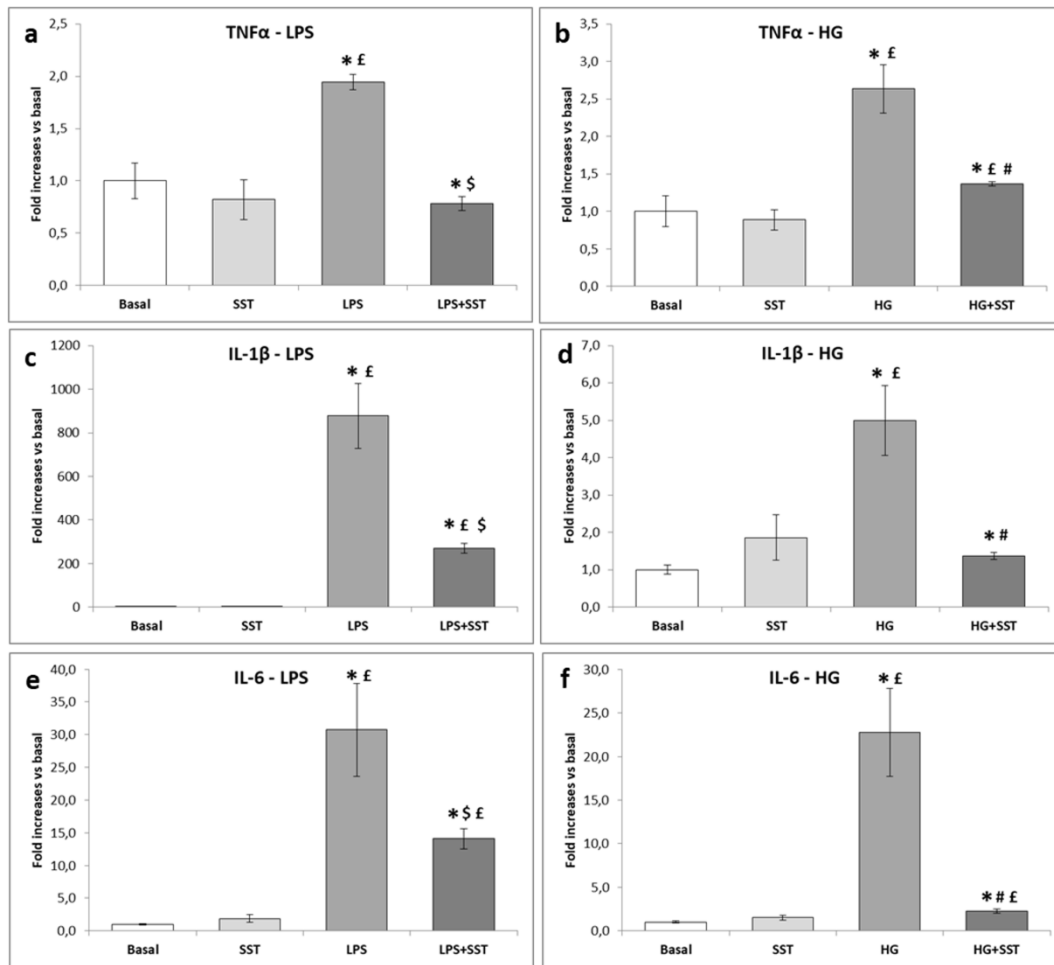 a
TNFα - LPS
Fold increases vs basal
2,5
2,0
1,5
1,0
0,5
0,0
* £
* $
Basal SST LPS LPS+SST
b
TNFα - HG
Fold increases vs basal
3,5
3,0
2,5
2,0
1,5
1,0
0,5
0,0
* £
* £ #
Basal SST HG HG+SST
c
IL-1β - LPS
Fold increases vs basal
1200
1000
800
600
400
200
0
* £
* £ $
Basal SST LPS LPS+SST
d
IL-1β - HG
Fold increases vs basal
7,0
6,0
5,0
4,0
3,0
2,0
1,0
0,0
* £
* #
Basal SST HG HG+SST
e
IL-6 - LPS
Fold increases vs basal
40,0
35,0
30,0
25,0
20,0
15,0
10,0
5,0
0,0
* £
* $ £
Basal SST LPS LPS+SST
f
IL-6 - HG
Fold increases vs basal
30,0
25,0
20,0
15,0
10,0
5,0
0,0
* £
* # £
Basal SST HG HG+SST